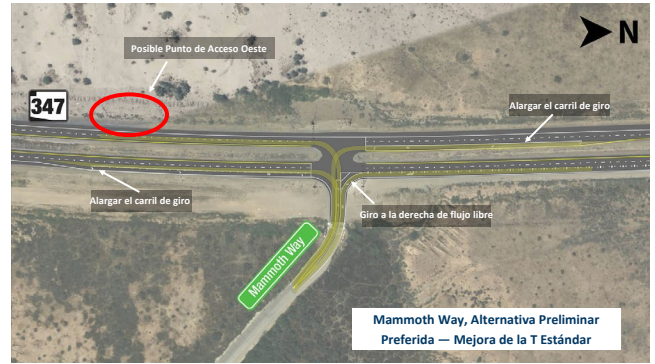 Posible Punto de Acceso Oeste
N
347
Alargar el carril de giro
Alargar el carril de giro
Giro a la derecha de flujo libre
Mammoth Way
Mammoth Way, Alternativa Preliminar
Preferida — Mejora de la T Estándar